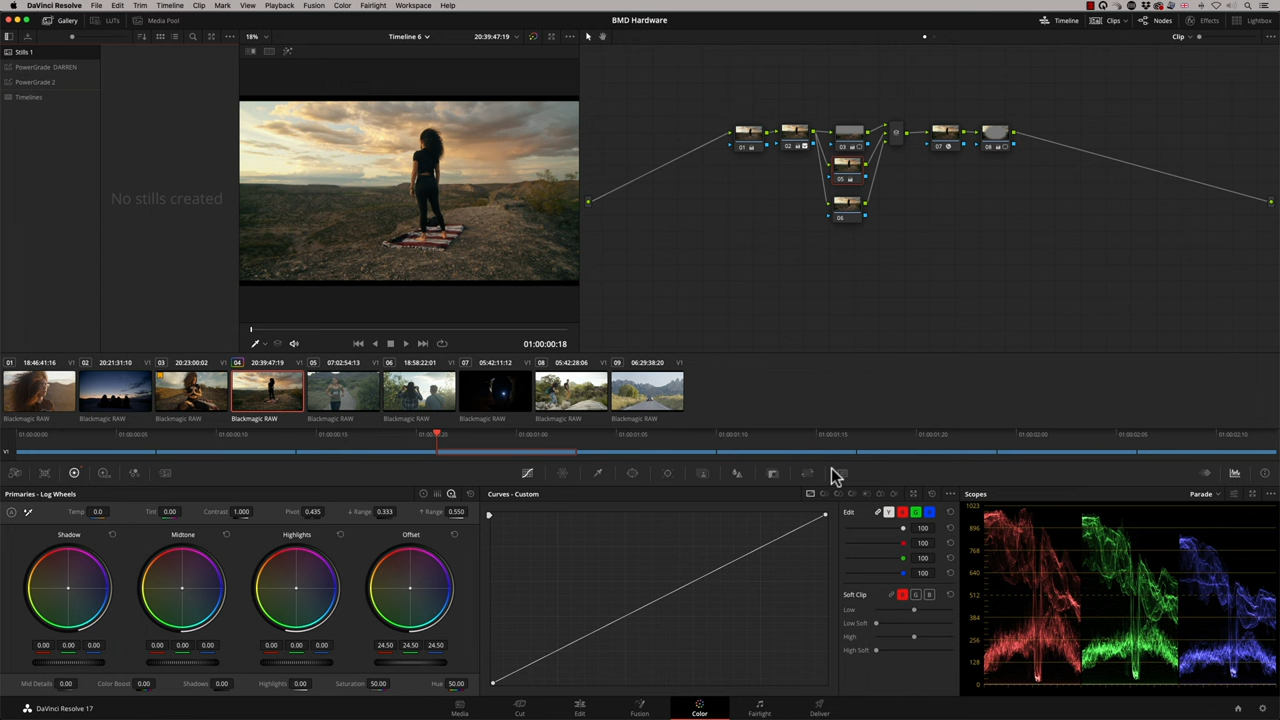 DaVinci Resolve File Edit Trim Timeline Clip Mark View Playback Fusion Color Fairlight Workspace Help
Gallery LUTs Media Pool BMD Hardware Timeline Clips Nodes Effects Lightbox
18% Timeline 6 20:39:47:19 Clip
Stills 1
PowerGrade DARREN
PowerGrade 2
Timelines
No stills created
01 02 03 07 08
05
06
01:00:00:18
01 18:46:41:16 V1 02 20:21:31:10 V1 03 20:23:00:02 V1 04 20:39:47:19 V1 05 07:02:54:13 V1 06 18:58:22:01 V1 07 05:42:11:12 V1 08 05:42:28:06 V1 09 06:29:38:20 V1
Blackmagic RAW Blackmagic RAW Blackmagic RAW Blackmagic RAW Blackmagic RAW Blackmagic RAW Blackmagic RAW Blackmagic RAW Blackmagic RAW
01:00:00:00 01:00:00:05 01:00:00:10 01:00:00:15 01:00:01:00 01:00:01:05 01:00:01:10 01:00:01:15 01:00:01:20 01:00:02:00 01:00:02:05 01:00:02:10
V1
Primaries - Log Wheels Curves - Custom Scopes Parade
Temp 0.0 Tint 0.00 Contrast 1.000 Pivot 0.435 Range 0.333 Range 0.550
Edit Y R G B
Shadow Midtone Highlights Offset
100
100
100
100
Soft Clip R G B
Low
Low Soft
High
High Soft
0.00 0.00 0.00 0.00 0.00 0.00 0.00 0.00 0.00 24.50 24.50 24.50
Mid Details 0.00 Color Boost 0.00 Shadows 0.00 Highlights 0.00 Saturation 50.00 Hue 50.00
1023
896
768
640
512
384
256
128
0
DaVinci Resolve 17 Media Cut Edit Fusion Color Fairlight Deliver